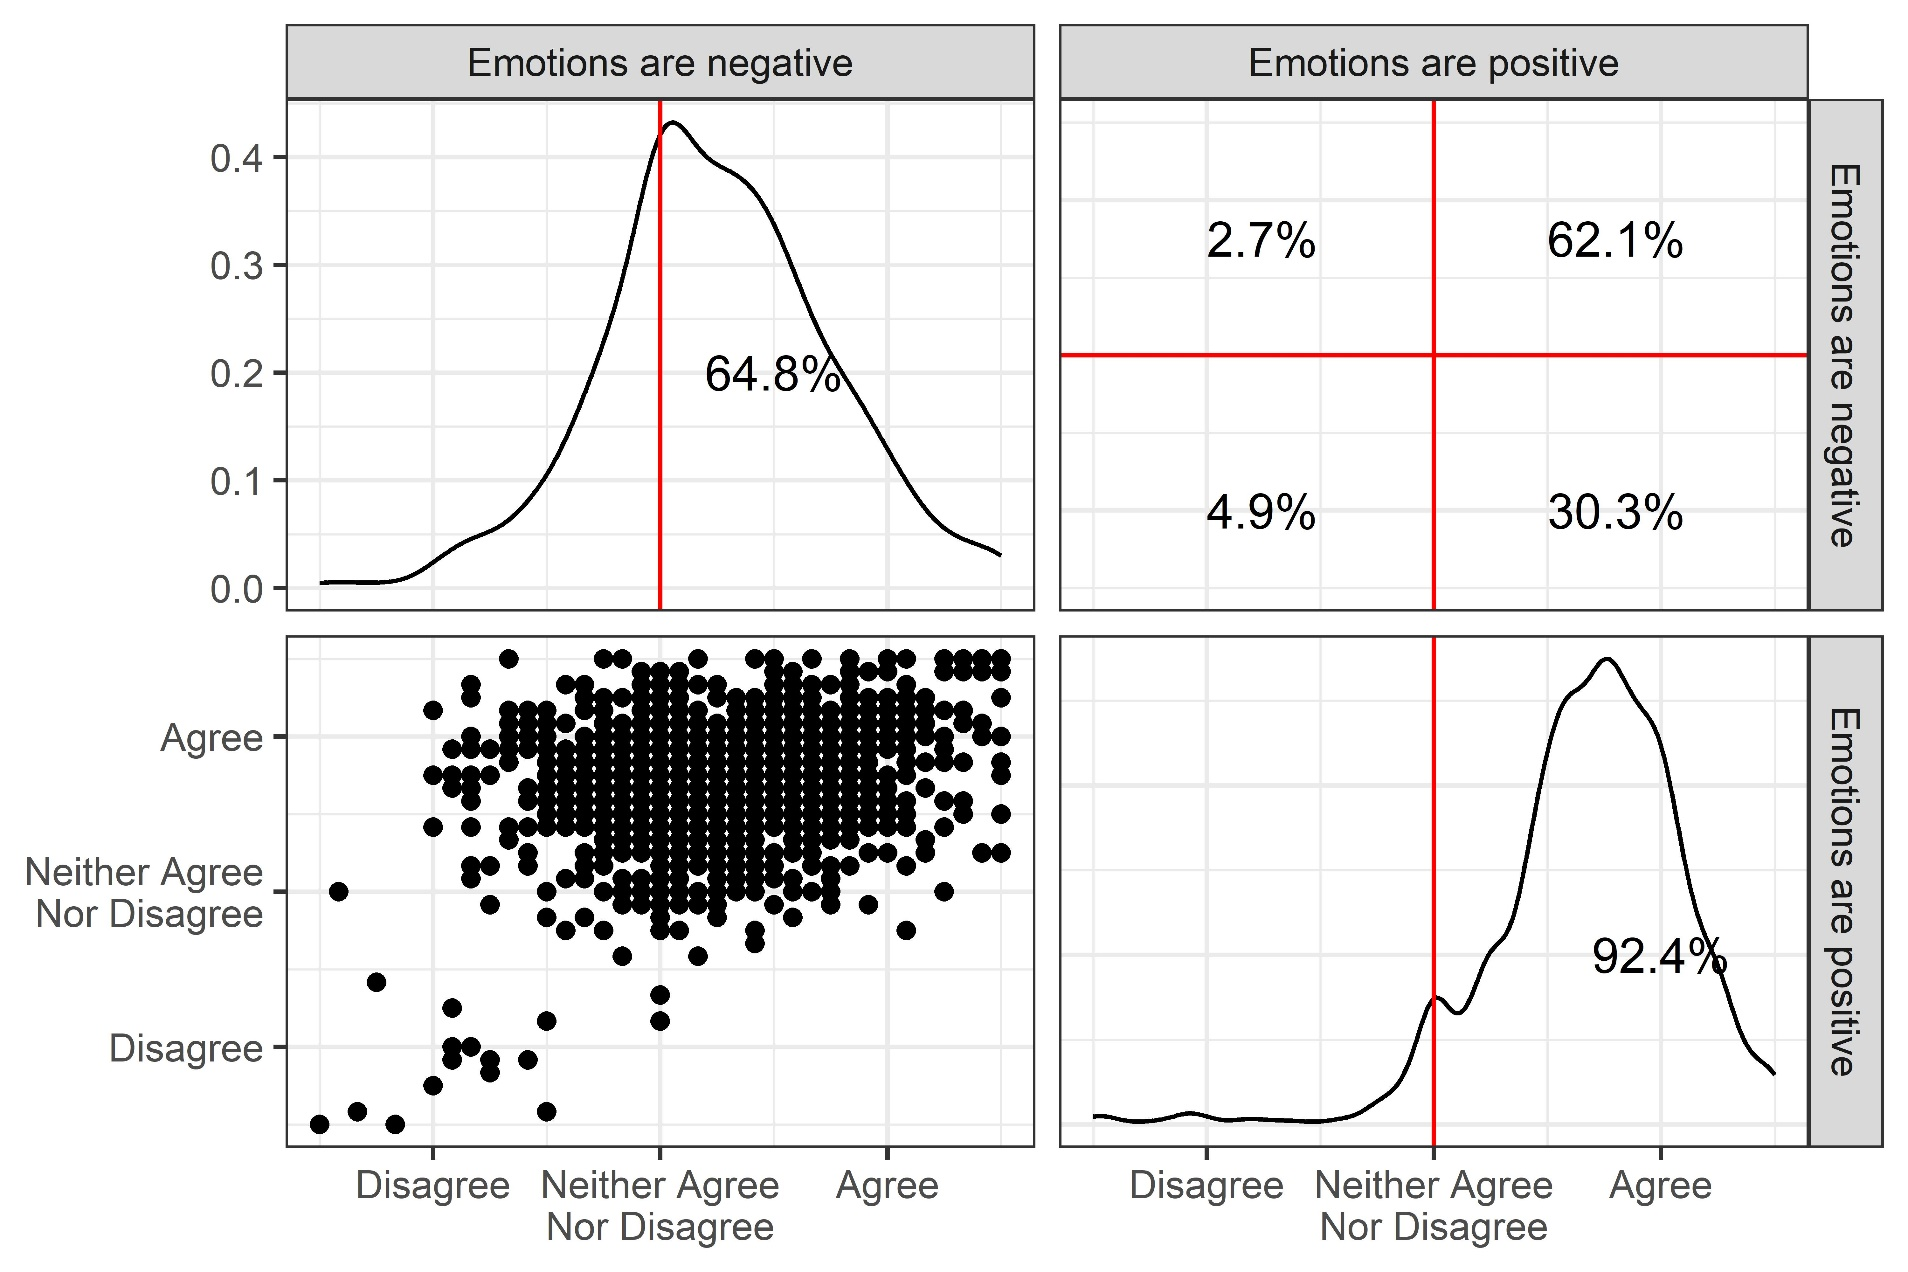 Emotions are negative
Emotions are positive
0.4
0.3
0.2
0.1
0.0
64.8%
2.7%
62.1%
4.9%
30.3%
Emotions are negative
Agree
Neither Agree
Nor Disagree
Disagree
92.4%
Emotions are positive
Disagree
Neither Agree
Nor Disagree
Agree
Disagree
Neither Agree
Nor Disagree
Agree